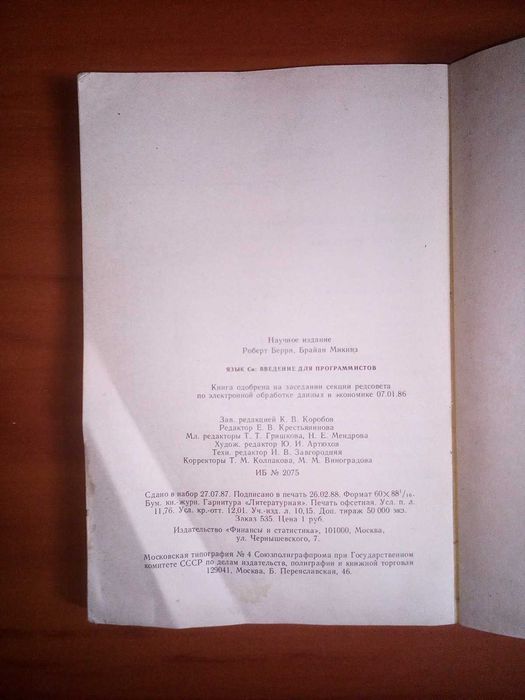 Научное издание
Роберт Берри, Брайан Микинз
ЯЗЫК Си: ВВЕДЕНИЕ ДЛЯ ПРОГРАММИСТОВ
Книга одобрена на заседании секции редсовета
по электронной обработке данных в экономике 07.01.86
Зав. редакцией К. В. Коробов
Редактор Е. В. Крестьянинова
Мл. редакторы Т. Т. Гришкова, Н. Е. Мендрова
Худож. редактор Ю. И. Артюхов
Техн. редактор И. В. Завгородняя
Корректоры Т. М. Колпакова, М. М. Виноградова
ИБ № 2075
Сдано в набор 27.07.87. Подписано в печать 26.02.88. Формат 60×88 1/16.
Бум. кн.-журн. Гарнитура «Литературная». Печать офсетная. Усл. п. л.
11,76. Усл. кр.-отт. 12,01. Уч.-изд. л. 10,15. Доп. тираж 50 000 экз.
Заказ 535. Цена 1 руб.
Издательство «Финансы и статистика», 101000, Москва,
ул. Чернышевского, 7.
Московская типография № 4 Союзполиграфпрома при Государственном
комитете СССР по делам издательств, полиграфии и книжной торговли
129041, Москва, Б. Переяславская, 46.